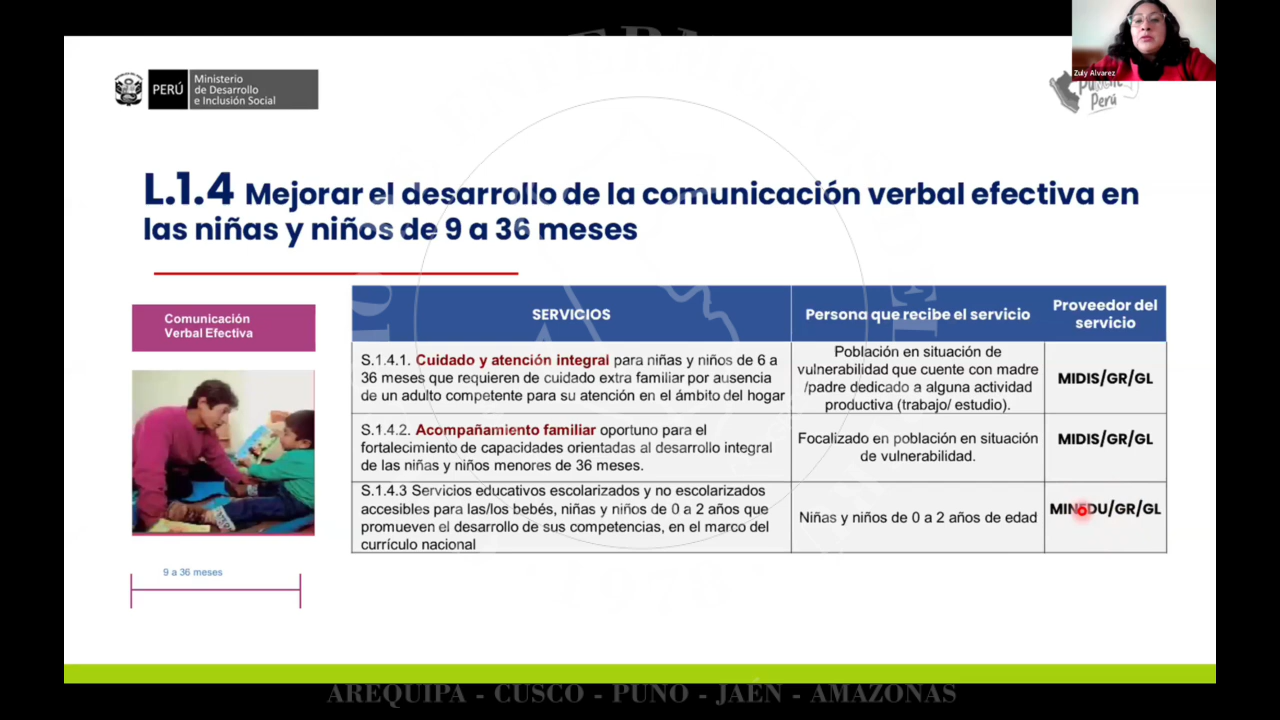 Zuly Alvarez
PERÚ
Ministerio
de Desarrollo
e Inclusión Social
Perú
L.1.4 Mejorar el desarrollo de la comunicación verbal efectiva en
las niñas y niños de 9 a 36 meses
Comunicación
Verbal Efectiva
9 a 36 meses
SERVICIOS
Persona que recibe el servicio
Proveedor del
servicio
S.1.4.1. Cuidado y atención integral para niñas y niños de 6 a
36 meses que requieren de cuidado extra familiar por ausencia
de un adulto competente para su atención en el ámbito del hogar
Población en situación de
vulnerabilidad que cuente con madre
/padre dedicado a alguna actividad
productiva (trabajo/ estudio).
MIDIS/GR/GL
S.1.4.2. Acompañamiento familiar oportuno para el
fortalecimiento de capacidades orientadas al desarrollo integral
de las niñas y niños menores de 36 meses.
Focalizado en población en situación
de vulnerabilidad.
MIDIS/GR/GL
S.1.4.3 Servicios educativos escolarizados y no escolarizados
accesibles para las/los bebés, niñas y niños de 0 a 2 años que
promueven el desarrollo de sus competencias, en el marco del
currículo nacional
Niñas y niños de 0 a 2 años de edad
MINEDU/GR/GL
1978
AREQUIPA - CUSCO - PUNO - JAÉN - AMAZONAS